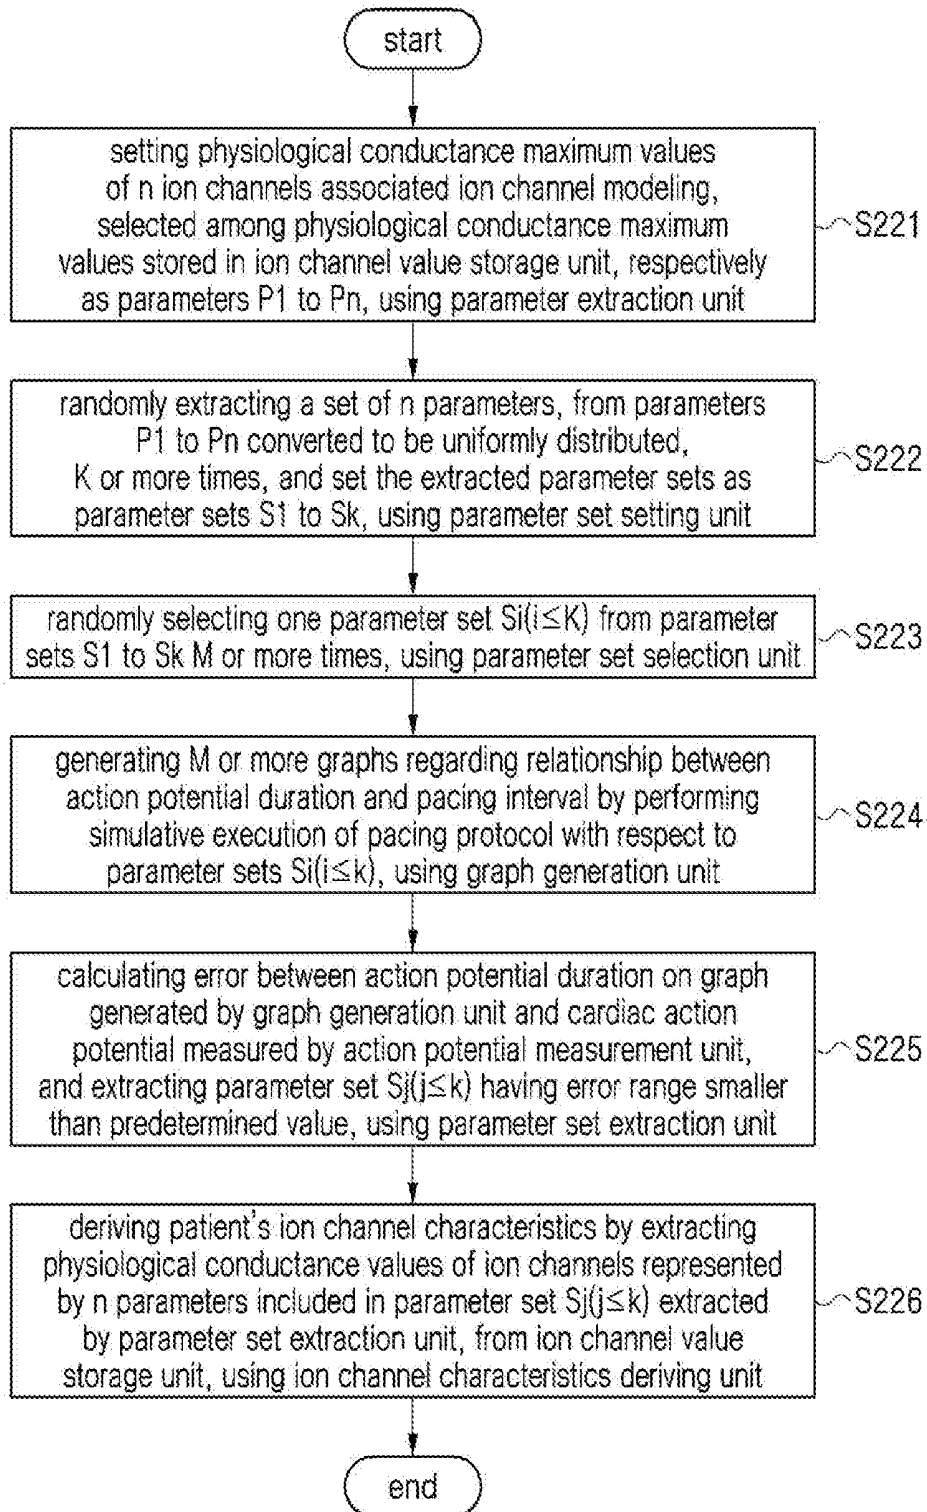 start
setting physiological conductance maximum values
of n ion channels associated ion channel modeling,
selected among physiological conductance maximum
values stored in ion channel value storage unit, respectively
as parameters P1 to Pn, using parameter extraction unit
S221
randomly extracting a set of n parameters, from parameters
P1 to Pn converted to be uniformly distributed,
K or more times, and set the extracted parameter sets as
parameter sets S1 to Sk, using parameter set setting unit
S222
randomly selecting one parameter set Si(i≤K) from parameter
sets S1 to Sk M or more times, using parameter set selection unit
S223
generating M or more graphs regarding relationship between
action potential duration and pacing interval by performing
simulative execution of pacing protocol with respect to
parameter sets Si(i≤k), using graph generation unit
S224
calculating error between action potential duration on graph
generated by graph generation unit and cardiac action
potential measured by action potential measurement unit,
and extracting parameter set Sj(j≤k) having error range smaller
than predetermined value, using parameter set extraction unit
S225
deriving patient's ion channel characteristics by extracting
physiological conductance values of ion channels represented
by n parameters included in parameter set Sj(j≤k) extracted
by parameter set extraction unit, from ion channel value
storage unit, using ion channel characteristics deriving unit
S226
end